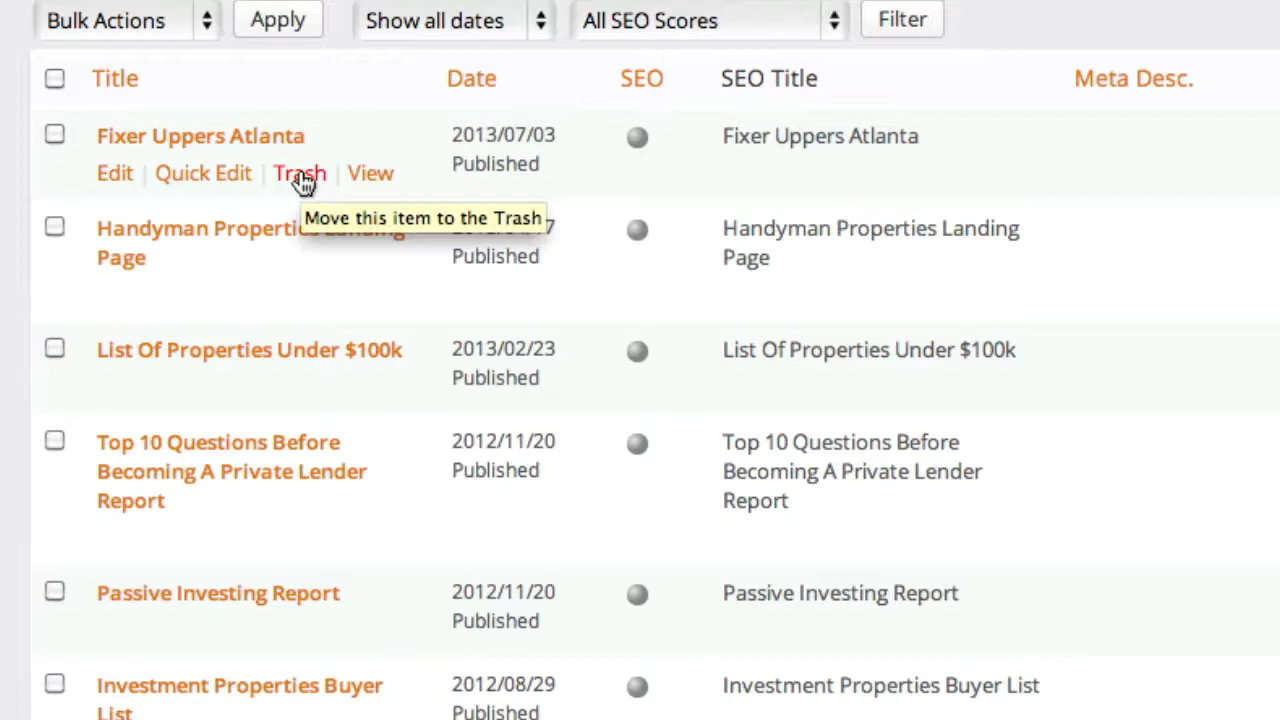 Bulk Actions Apply Show all dates All SEO Scores Filter
Title Date SEO SEO Title Meta Desc.
Fixer Uppers Atlanta 2013/07/03 Fixer Uppers Atlanta
Published
Edit | Quick Edit | Trash | View
Move this item to the Trash
Handyman Properties Landing Handyman Properties Landing
Page Published Page
List Of Properties Under $100k 2013/02/23 List Of Properties Under $100k
Published
Top 10 Questions Before 2012/11/20 Top 10 Questions Before
Becoming A Private Lender Published Becoming A Private Lender
Report Report
Passive Investing Report 2012/11/20 Passive Investing Report
Published
Investment Properties Buyer 2012/08/29 Investment Properties Buyer List
List Published